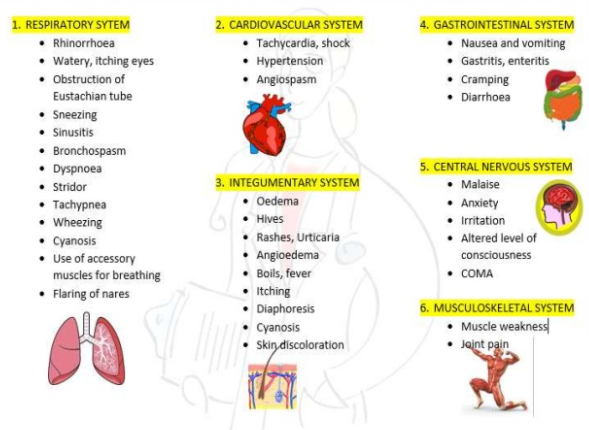 1. RESPIRATORY SYTEM
• Rhinorrhoea
• Watery, itching eyes
• Obstruction of
Eustachian tube
• Sneezing
• Sinusitis
• Bronchospasm
• Dyspnoea
• Stridor
• Tachypnea
• Wheezing
• Cyanosis
• Use of accessory
muscles for breathing
• Flaring of nares
2. CARDIOVASCULAR SYSTEM
• Tachycardia, shock
• Hypertension
• Angiospasm
3. INTEGUMENTARY SYSTEM
• Oedema
• Hives
• Rashes, Urticaria
• Angioedema
• Boils, fever
• Itching
• Diaphoresis
• Cyanosis
• Skin discoloration
4. GASTROINTESTINAL SYSTEM
• Nausea and vomiting
• Gastritis, enteritis
• Cramping
• Diarrhoea
5. CENTRAL NERVOUS SYSTEM
• Malaise
• Anxiety
• Irritation
• Altered level of
consciousness
• COMA
6. MUSCULOSKELETAL SYSTEM
• Muscle weakness
• Joint pain